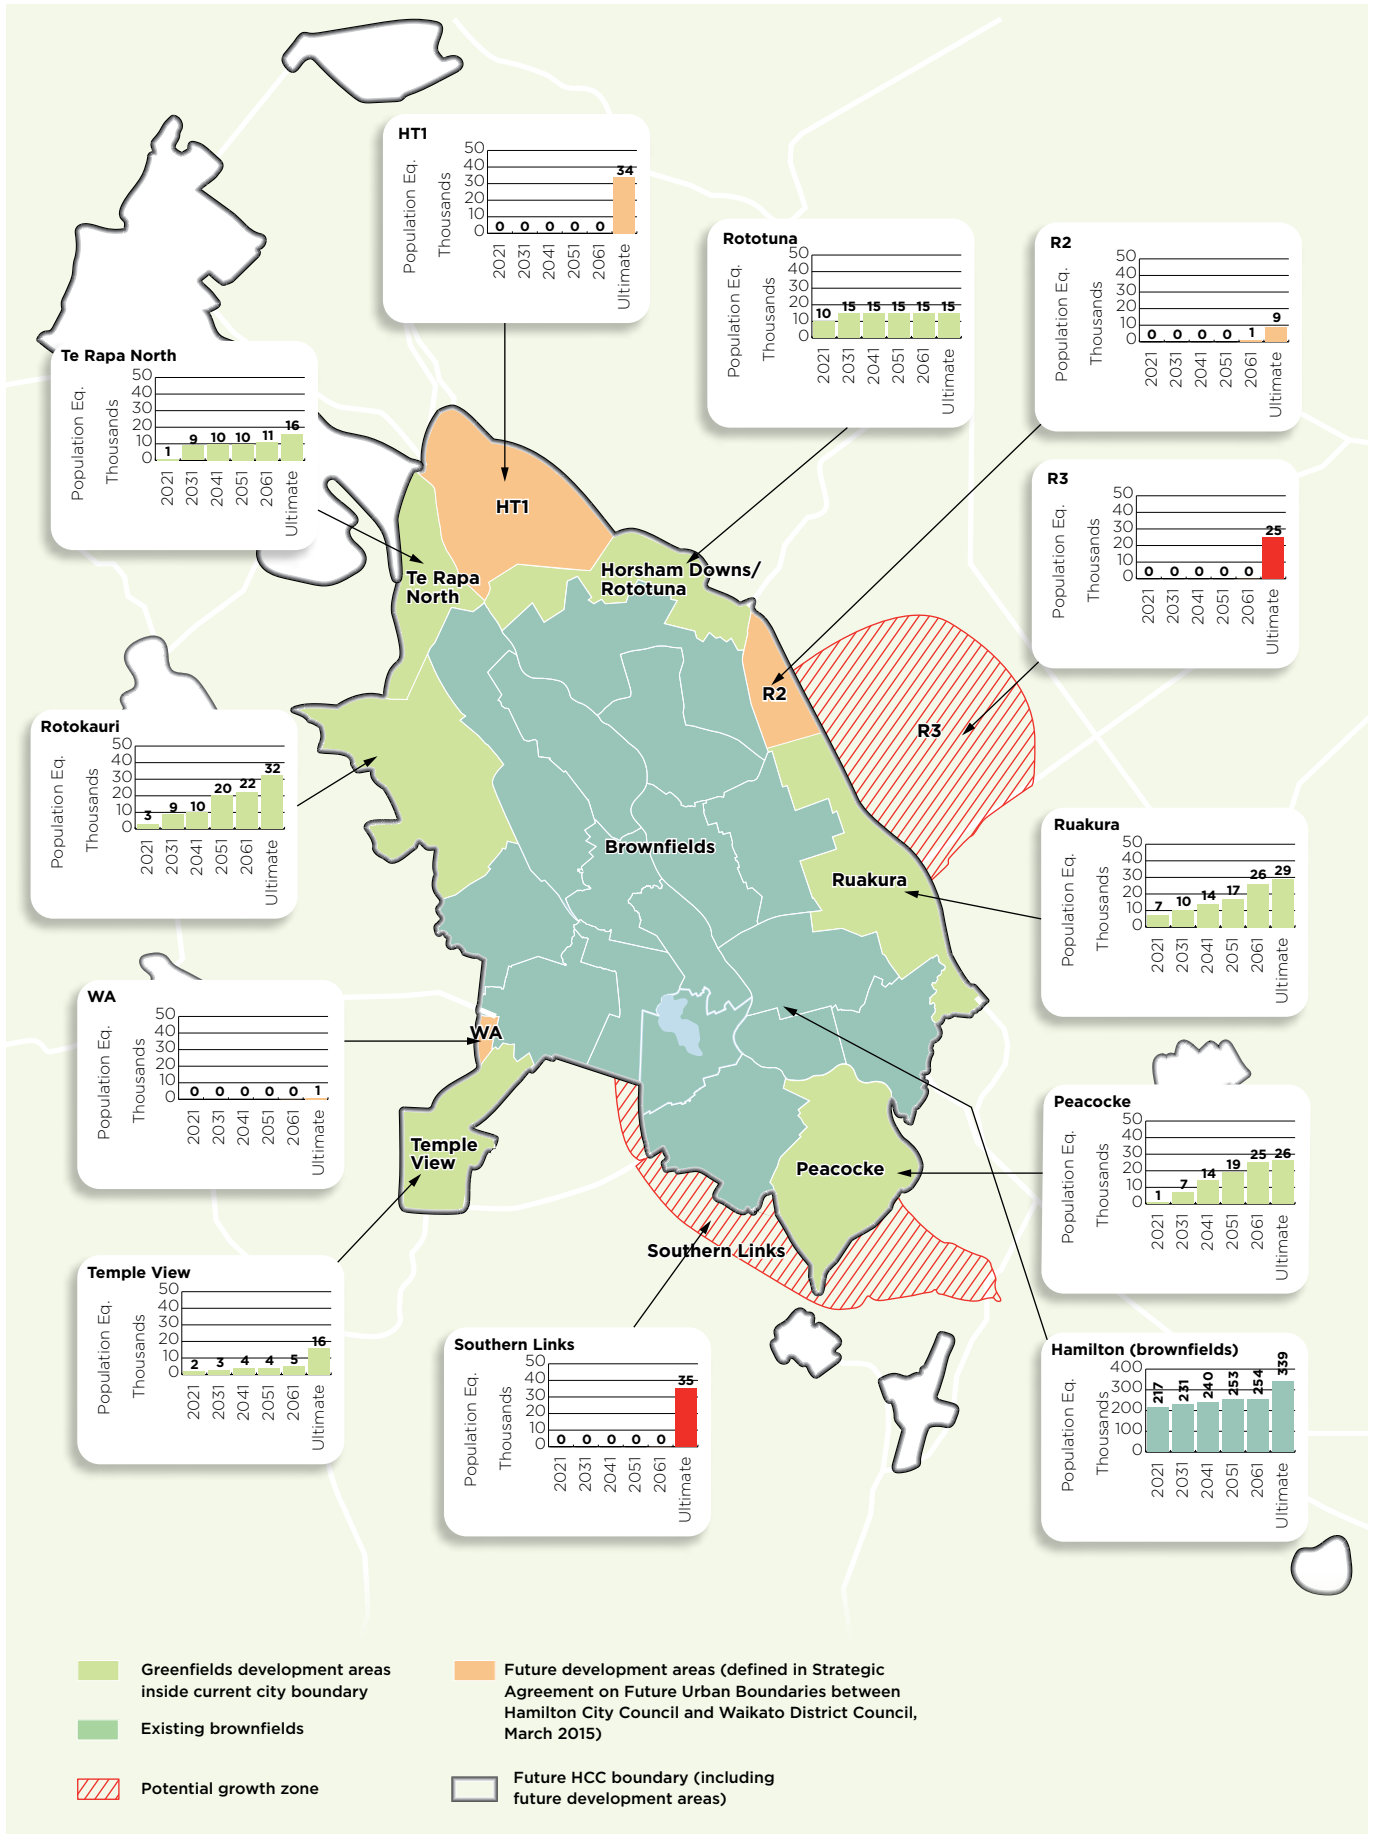 HT1
Population Eq.
Thousands
50
40
30
20
10
0
0 0 0 0 0 34
2021 2031 2041 2051 2061 Ultimate
Rototuna
Population Eq.
Thousands
50
40
30
20
10
0
10 15 15 15 15 15
2021 2031 2041 2051 2061 Ultimate
R2
Population Eq.
Thousands
50
40
30
20
10
0
0 0 0 0 1 9
2021 2031 2041 2051 2061 Ultimate
Te Rapa North
Population Eq.
Thousands
50
40
30
20
10
0
1 9 10 10 11 16
2021 2031 2041 2051 2061 Ultimate
R3
Population Eq.
Thousands
50
40
30
20
10
0
0 0 0 0 0 25
2021 2031 2041 2051 2061 Ultimate
HT1
Te Rapa
North
Horsham Downs/
Rototuna
R2
R3
Rotokauri
Population Eq.
Thousands
50
40
30
20
10
0
3 9 10 20 22 32
2021 2031 2041 2051 2061 Ultimate
Brownfields
Ruakura
Ruakura
Population Eq.
Thousands
50
40
30
20
10
0
7 10 14 17 26 29
2021 2031 2041 2051 2061 Ultimate
WA
Population Eq.
Thousands
50
40
30
20
10
0
0 0 0 0 0 1
2021 2031 2041 2051 2061 Ultimate
WA
Temple
View
Peacocke
Peacocke
Population Eq.
Thousands
50
40
30
20
10
0
1 7 14 19 25 26
2021 2031 2041 2051 2061 Ultimate
Southern Links
Temple View
Population Eq.
Thousands
50
40
30
20
10
0
2 3 4 4 5 16
2021 2031 2041 2051 2061 Ultimate
Southern Links
Population Eq.
Thousands
50
40
30
20
10
0
0 0 0 0 0 35
2021 2031 2041 2051 2061 Ultimate
Hamilton (brownfields)
Population Eq.
Thousands
400
300
200
100
0
217 231 240 253 254 339
2021 2031 2041 2051 2061 Ultimate
Greenfields development areas
inside current city boundary
Existing brownfields
Potential growth zone
Future development areas (defined in Strategic
Agreement on Future Urban Boundaries between
Hamilton City Council and Waikato District Council,
March 2015)
Future HCC boundary (including
future development areas)